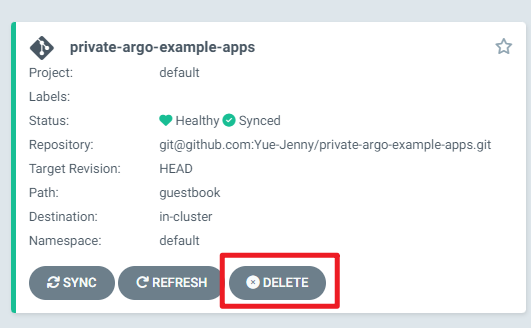 private-argo-example-apps
Project: default
Labels:
Status: Healthy Synced
Repository: git@github.com:Yue-Jenny/private-argo-example-apps.git
Target Revision: HEAD
Path: guestbook
Destination: in-cluster
Namespace: default
SYNC REFRESH DELETE